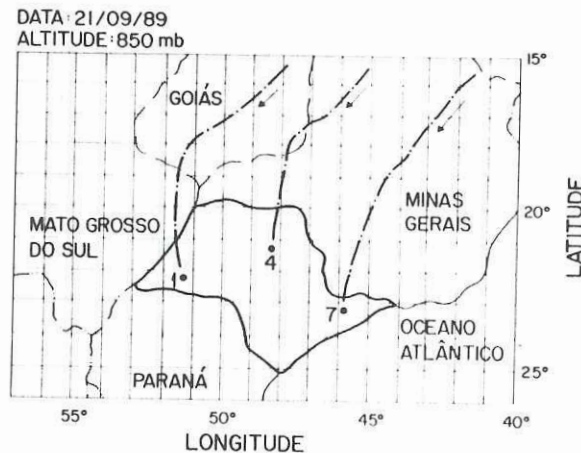 DATA: 21/09/89
ALTITUDE: 850 mb
15°
GOIÁS
MATO GROSSO
DO SUL
MINAS
GERAIS
20°
LATITUDE
1
4
7
OCEANO
ATLÂNTICO
PARANÁ
25°
55°
50°
45°
40°
LONGITUDE